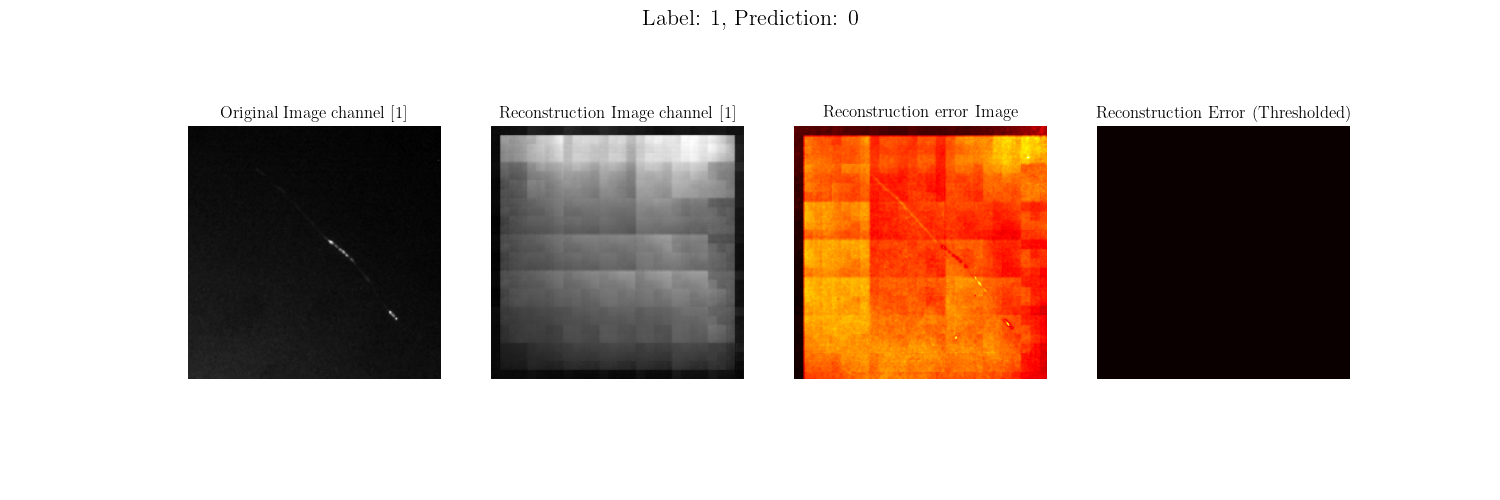 Label: 1, Prediction: 0
Original Image channel [1]
Reconstruction Image channel [1]
Reconstruction error Image
Reconstruction Error (Thresholded)